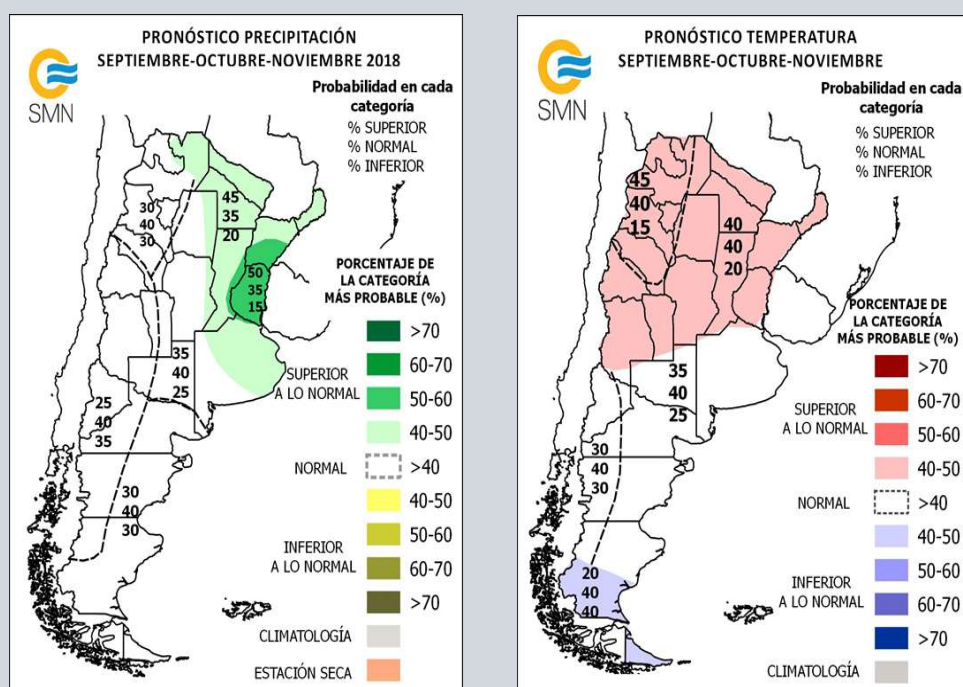 PRONÓSTICO PRECIPITACIÓN
SEPTIEMBRE-OCTUBRE-NOVIEMBRE 2018
SMN
Probabilidad en cada
categoría
% SUPERIOR
% NORMAL
% INFERIOR
30
40
30
45
35
20
50
35
15
35
40
25
25
40
35
30
40
30
PORCENTAJE DE
LA CATEGORÍA
MÁS PROBABLE (%)
>70
60-70
SUPERIOR
A LO NORMAL
50-60
40-50
NORMAL
>40
40-50
50-60
INFERIOR
A LO NORMAL
60-70
>70
CLIMATOLOGÍA
ESTACIÓN SECA
PRONÓSTICO TEMPERATURA
SEPTIEMBRE-OCTUBRE-NOVIEMBRE
SMN
Probabilidad en cada
categoría
% SUPERIOR
% NORMAL
% INFERIOR
45
40
15
40
40
20
35
40
25
30
40
30
20
40
40
PORCENTAJE DE
LA CATEGORÍA
MÁS PROBABLE (%)
>70
60-70
SUPERIOR
A LO NORMAL
50-60
40-50
NORMAL
>40
40-50
50-60
INFERIOR
A LO NORMAL
60-70
>70
CLIMATOLOGÍA